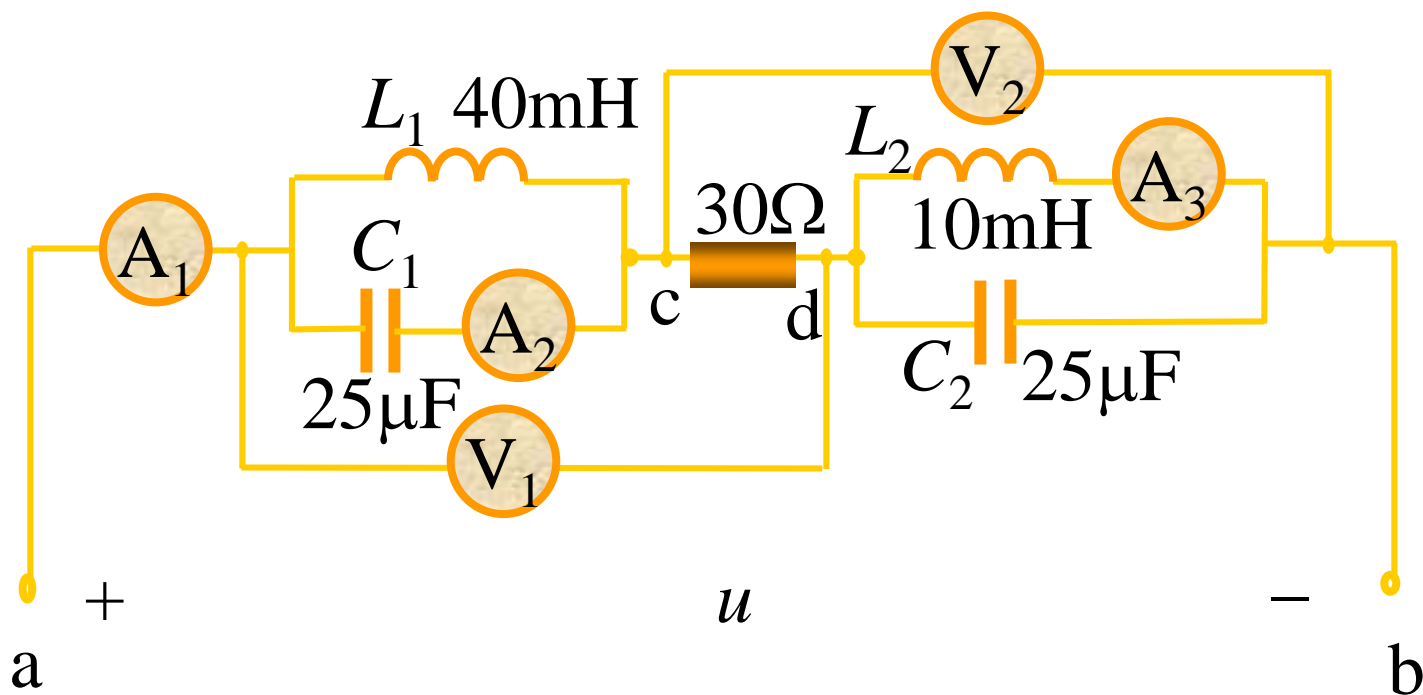 V₂
L₁ 40mH
L₂
A₃
30Ω
10mH
A₁
C₁
c
d
A₂
25μF
C₂ 25μF
V₁
+ u −
a
b